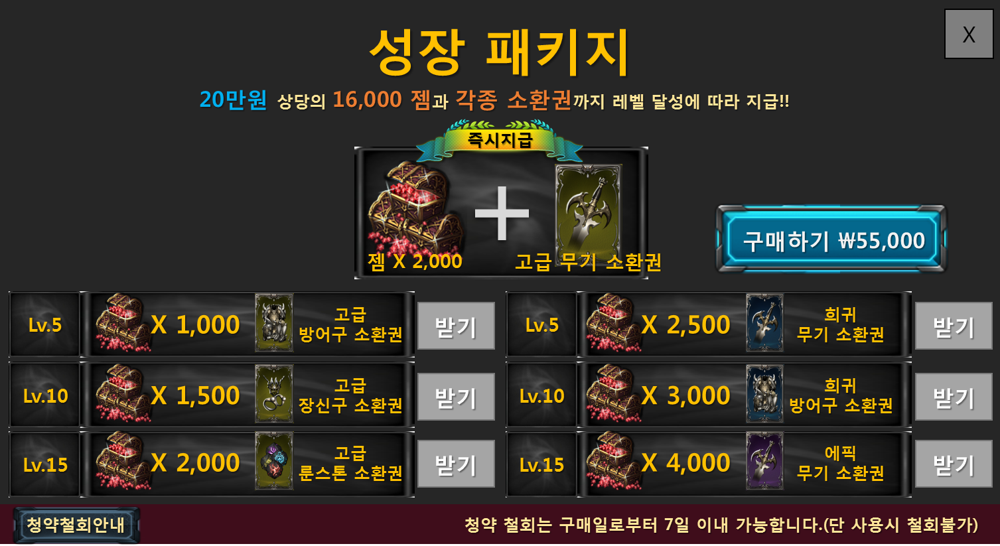 성장 패키지
X
20만원 상당의 16,000 젬과 각종 소환권까지 레벨 달성에 따라 지급!!
즉시지급
젬 X 2,000
고급 무기 소환권
구매하기 ₩55,000
Lv.5
X 1,000
고급
방어구 소환권
받기
Lv.5
X 2,500
희귀
무기 소환권
받기
Lv.10
X 1,500
고급
장신구 소환권
받기
Lv.10
X 3,000
희귀
방어구 소환권
받기
Lv.15
X 2,000
고급
룬스톤 소환권
받기
Lv.15
X 4,000
에픽
무기 소환권
받기
청약철회안내
청약 철회는 구매일로부터 7일 이내 가능합니다.(단 사용시 철회불가)